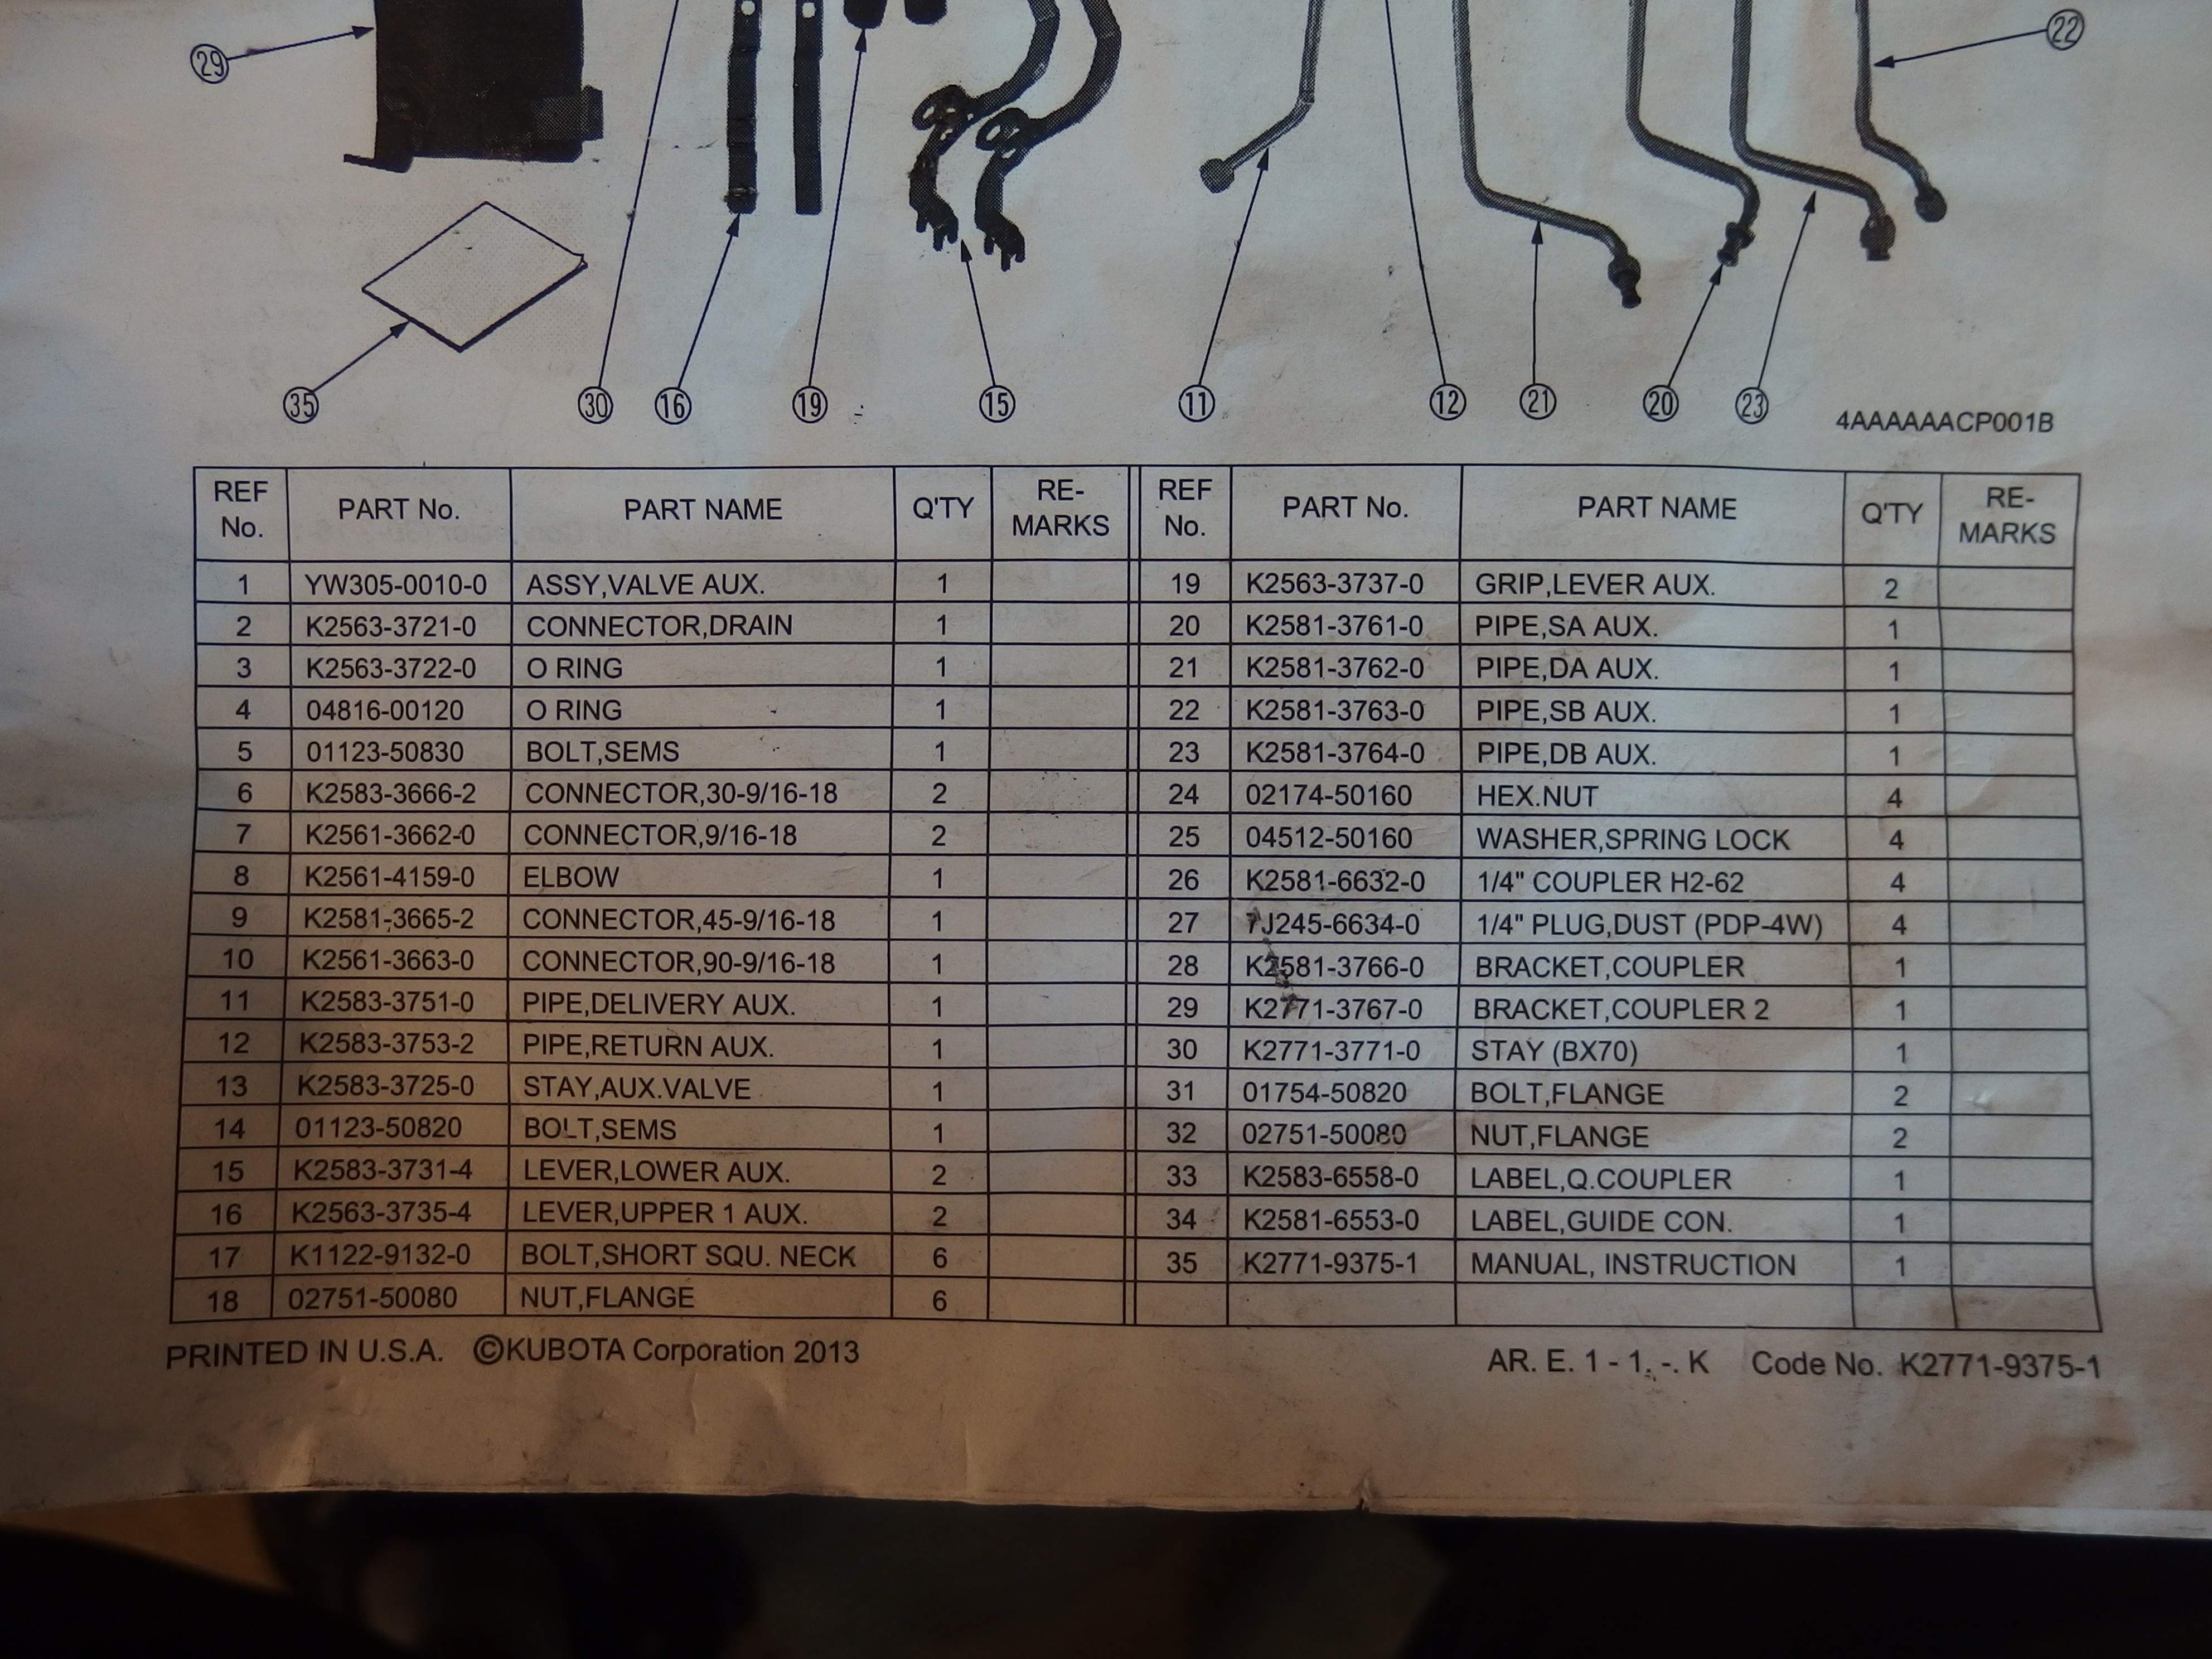 29
22
35
30
16
19
15
11
12
21
20
23
4AAAAAACP001B
REF No. PART No. PART NAME Q'TY RE-MARKS REF No. PART No. PART NAME Q'TY RE-MARKS
1 YW305-0010-0 ASSY,VALVE AUX. 1 19 K2563-3737-0 GRIP,LEVER AUX. 2
2 K2563-3721-0 CONNECTOR,DRAIN 1 20 K2581-3761-0 PIPE,SA AUX. 1
3 K2563-3722-0 O RING 1 21 K2581-3762-0 PIPE,DA AUX. 1
4 04816-00120 O RING 1 22 K2581-3763-0 PIPE,SB AUX. 1
5 01123-50830 BOLT,SEMS 1 23 K2581-3764-0 PIPE,DB AUX. 1
6 K2583-3666-2 CONNECTOR,30-9/16-18 2 24 02174-50160 HEX.NUT 4
7 K2561-3662-0 CONNECTOR,9/16-18 2 25 04512-50160 WASHER,SPRING LOCK 4
8 K2561-4159-0 ELBOW 1 26 K2581-6632-0 1/4" COUPLER H2-62 4
9 K2581-3665-2 CONNECTOR,45-9/16-18 1 27 7J245-6634-0 1/4" PLUG,DUST (PDP-4W) 4
10 K2561-3663-0 CONNECTOR,90-9/16-18 1 28 K2581-3766-0 BRACKET,COUPLER 1
11 K2583-3751-0 PIPE,DELIVERY AUX. 1 29 K2771-3767-0 BRACKET,COUPLER 2 1
12 K2583-3753-2 PIPE,RETURN AUX. 1 30 K2771-3771-0 STAY (BX70) 1
13 K2583-3725-0 STAY,AUX.VALVE 1 31 01754-50820 BOLT,FLANGE 2
14 01123-50820 BOLT,SEMS 1 32 02751-50080 NUT,FLANGE 2
15 K2583-3731-4 LEVER,LOWER AUX. 2 33 K2583-6558-0 LABEL,Q.COUPLER 1
16 K2563-3735-4 LEVER,UPPER 1 AUX. 2 34 K2581-6553-0 LABEL,GUIDE CON. 1
17 K1122-9132-0 BOLT,SHORT SQU. NECK 6 35 K2771-9375-1 MANUAL, INSTRUCTION 1
18 02751-50080 NUT,FLANGE 6
PRINTED IN U.S.A. ©KUBOTA Corporation 2013 AR. E. 1 - 1. -. K Code No. K2771-9375-1